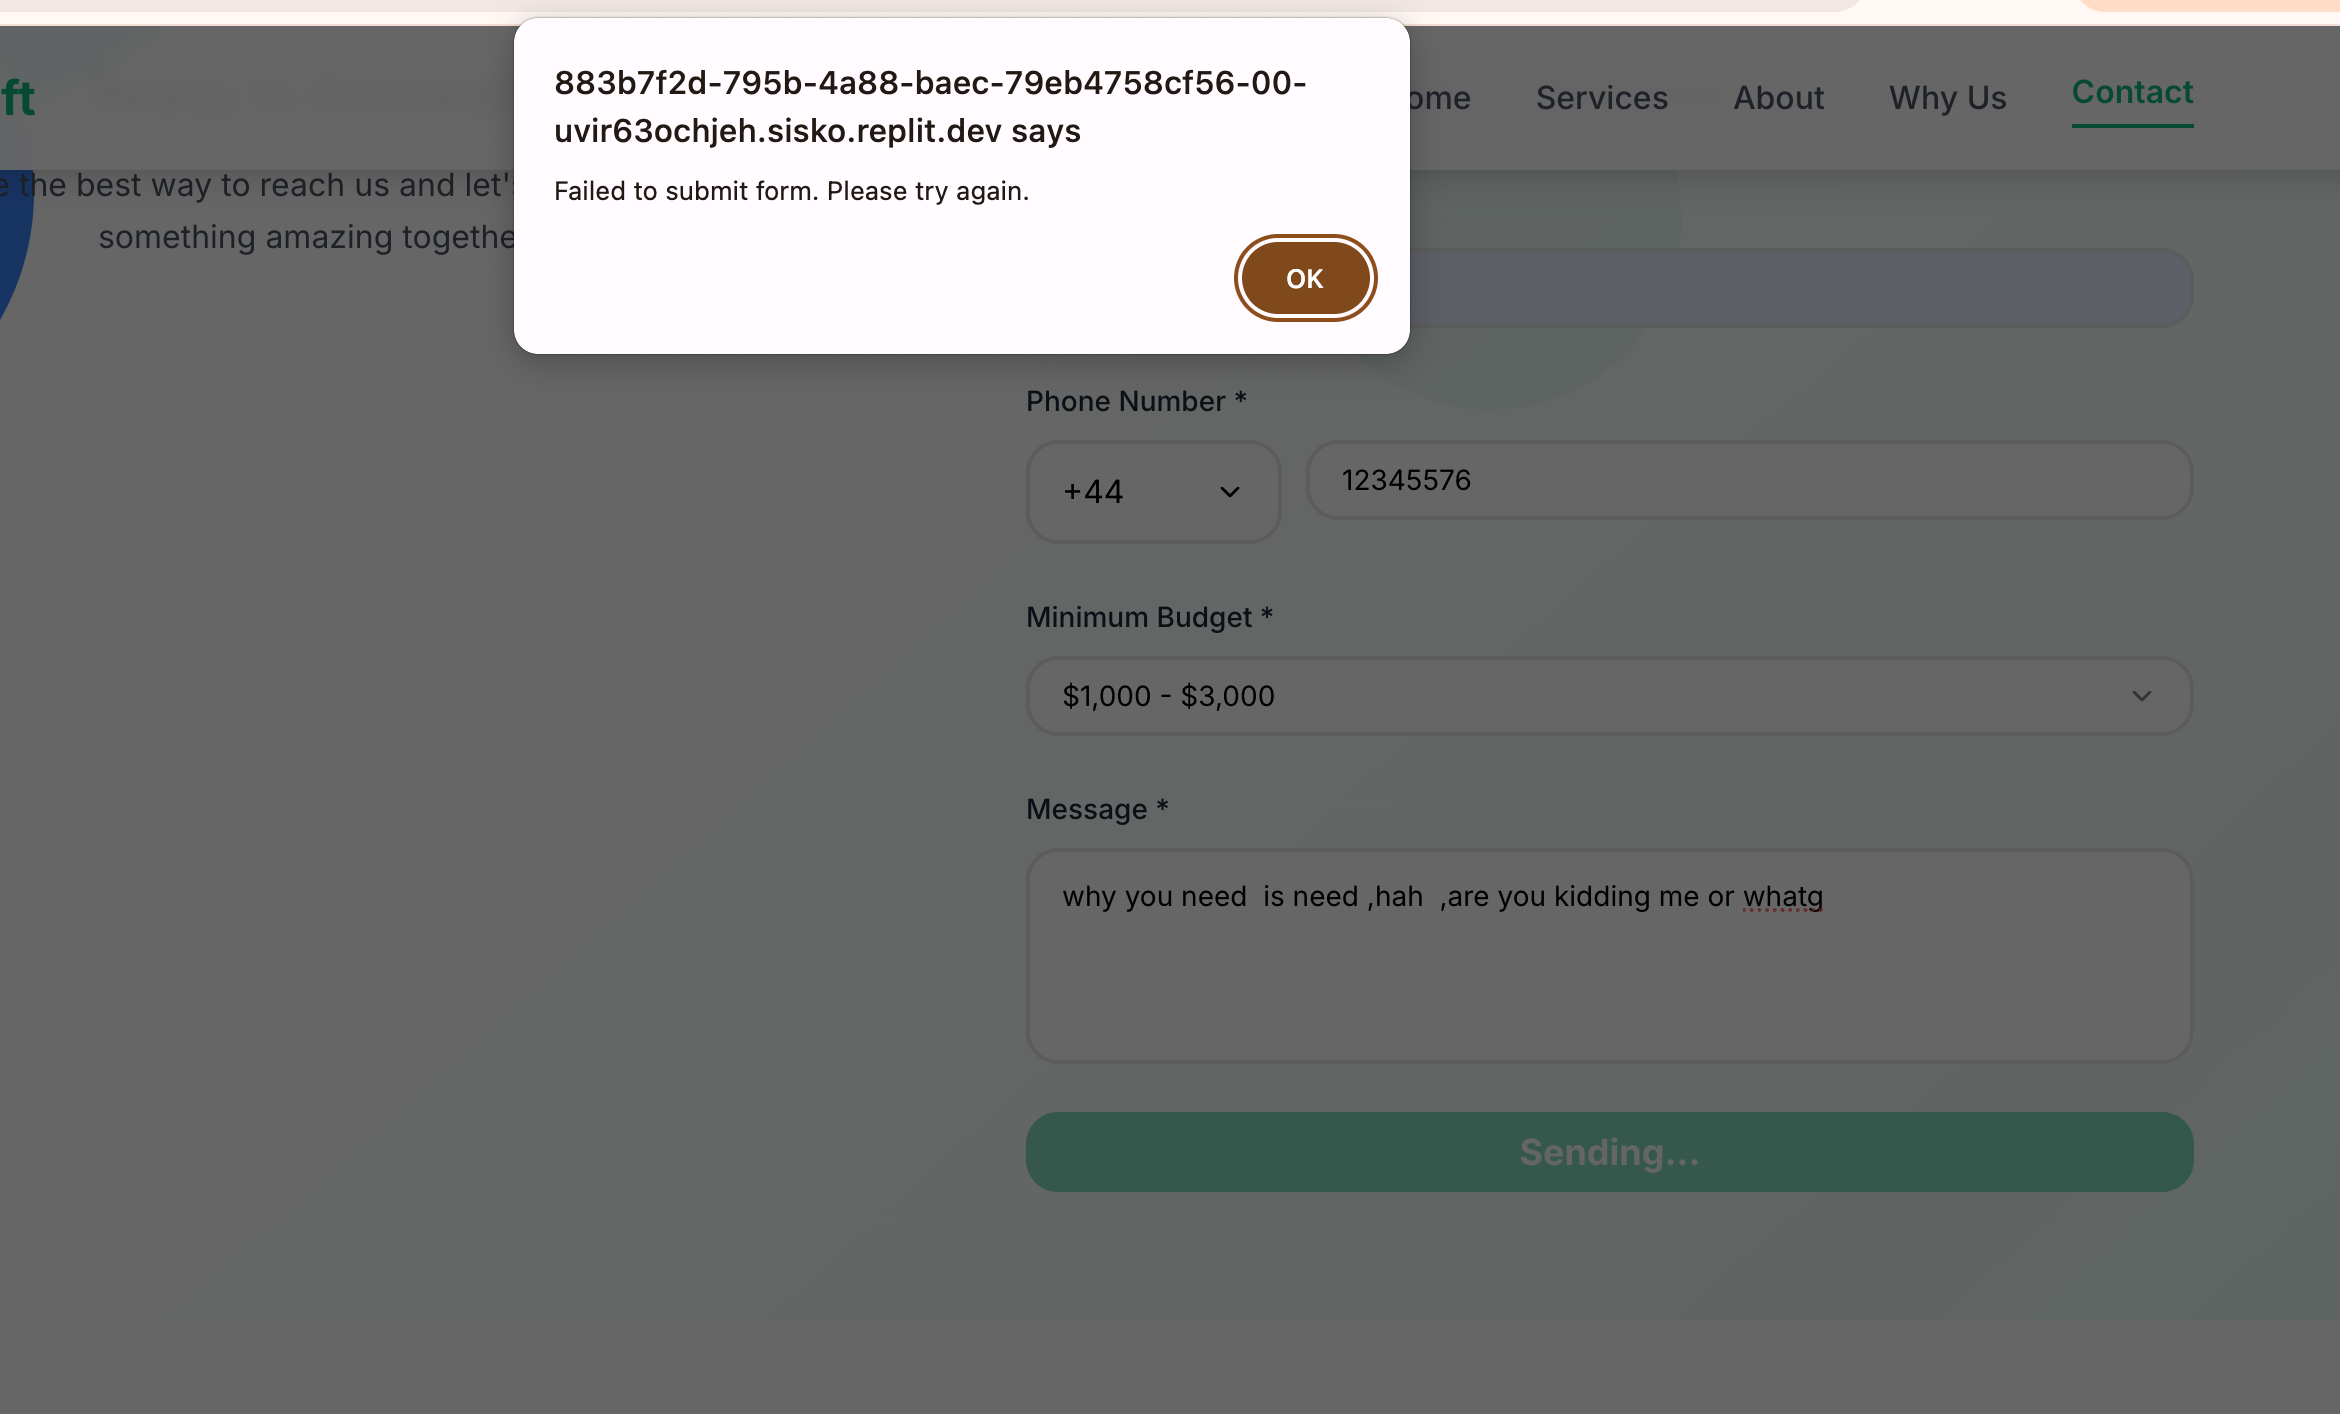 883b7f2d-795b-4a88-baec-79eb4758cf56-00-
uvir63ochjeh.sisko.replit.dev says
Failed to submit form. Please try again.
OK
ft
ome
Services
About
Why Us
Contact
e the best way to reach us and let's
something amazing togethe
Phone Number *
+44
12345576
Minimum Budget *
$1,000 - $3,000
Message *
why you need  is need ,hah  ,are you kidding me or whatg
Sending...